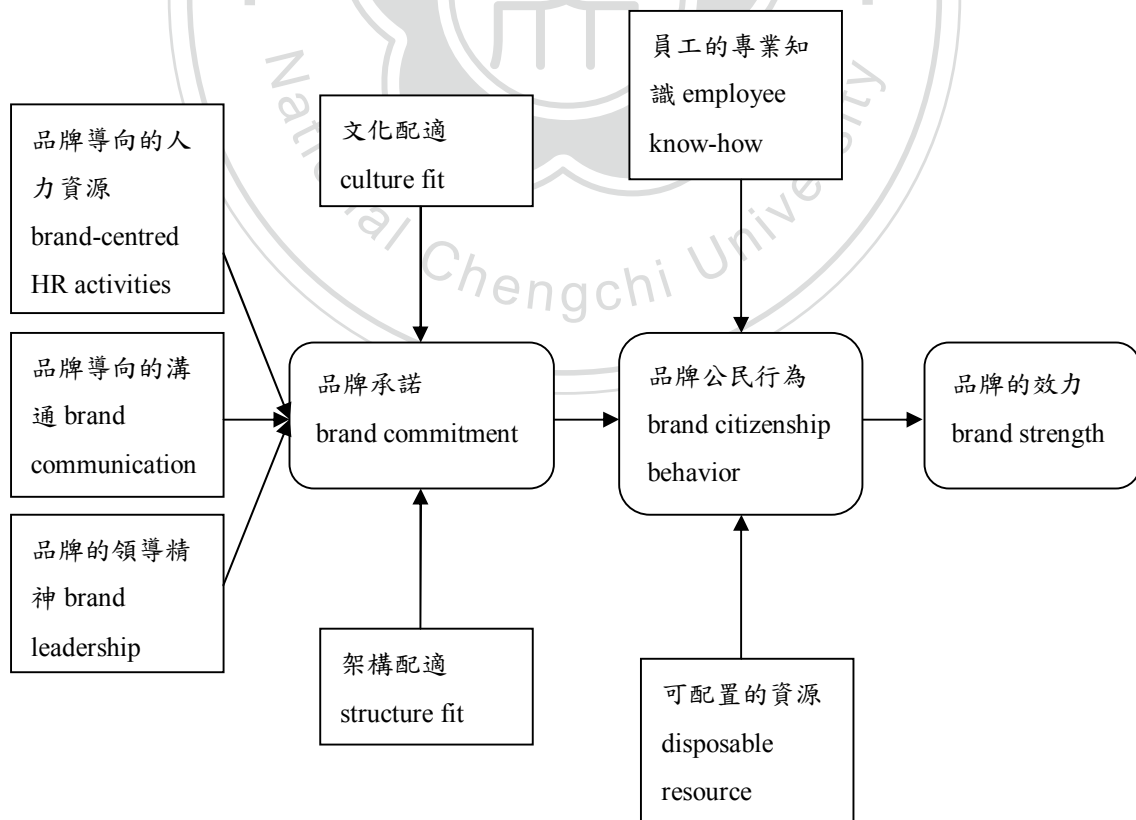 員工的專業知
識 employee
know-how
品牌導向的人
力資源
brand-centred
HR activities
文化配適
culture fit
品牌導向的溝
通 brand
communication
品牌承諾
brand commitment
品牌公民行為
brand citizenship
behavior
品牌的效力
brand strength
品牌的領導精
神 brand
leadership
架構配適
structure fit
可配置的資源
disposable
resource
National Chengchi University